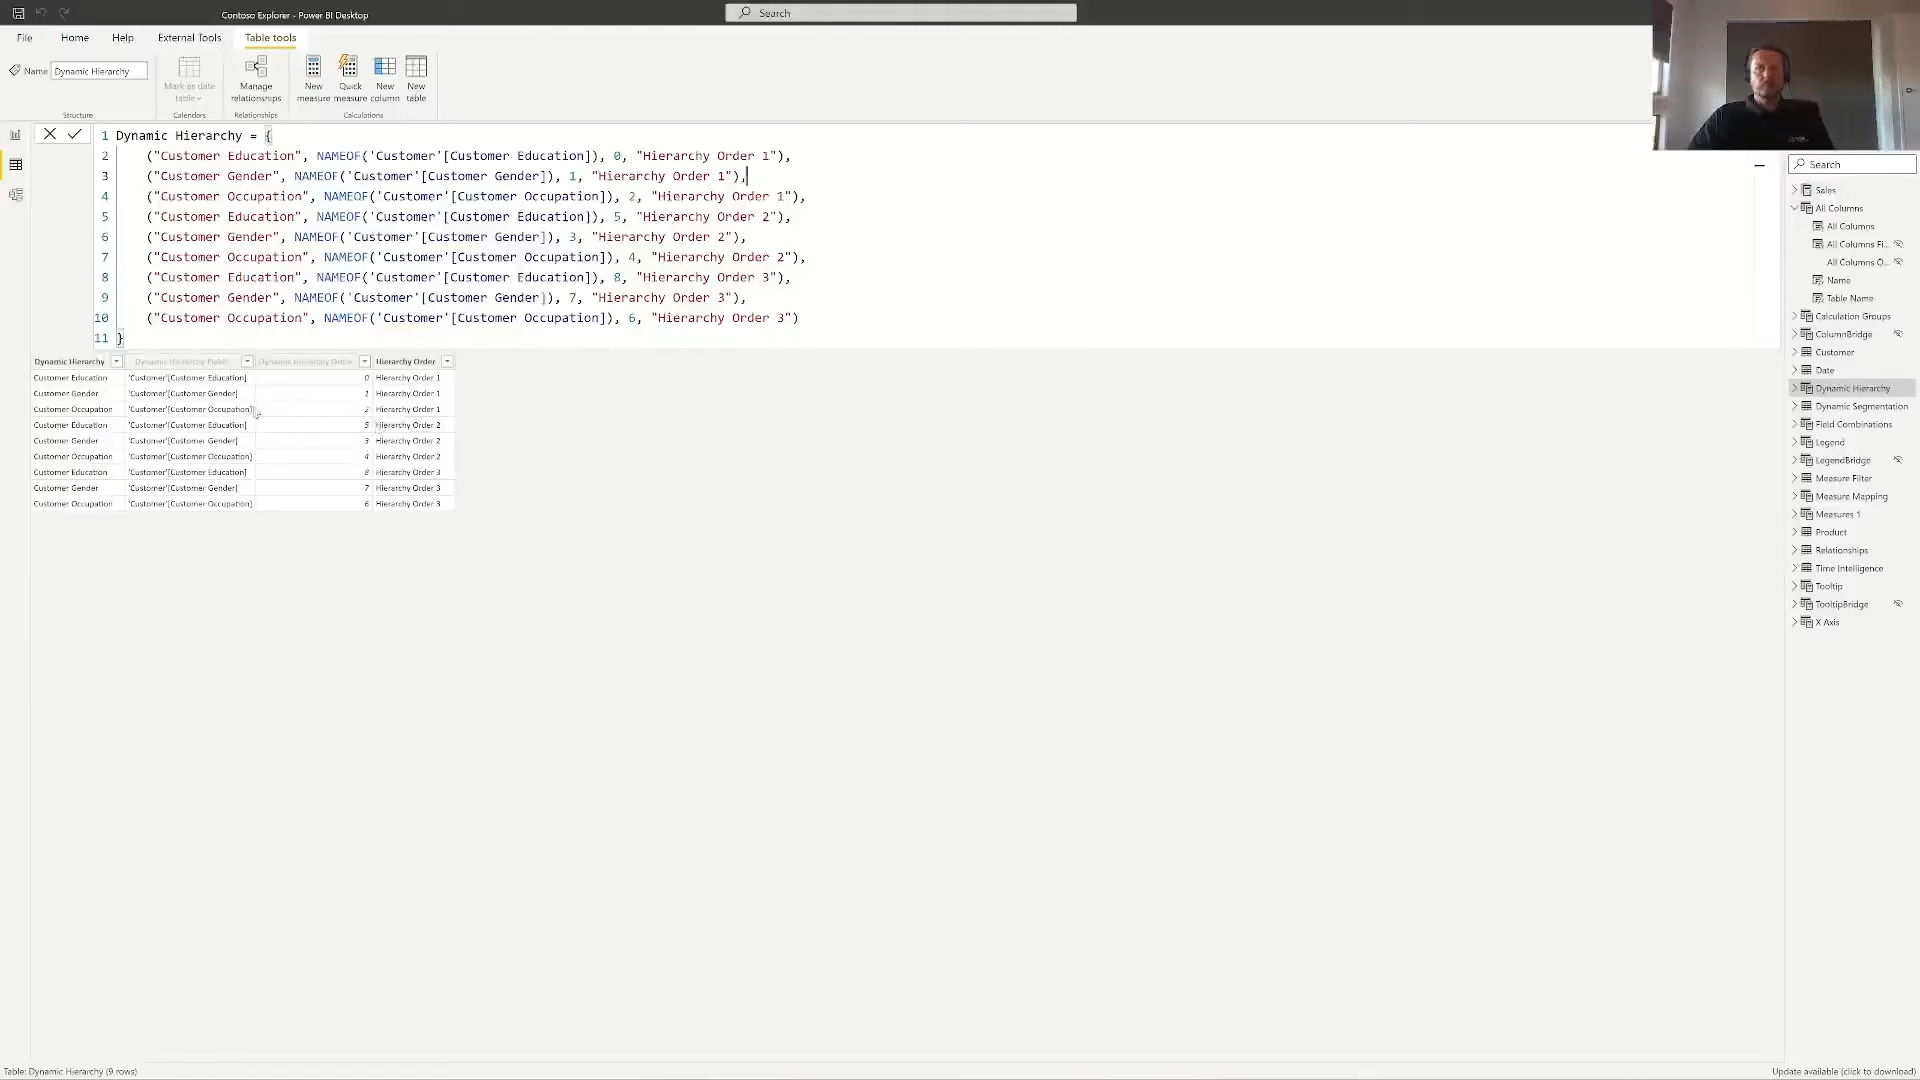 Contoso Explorer - Power BI Desktop
Search
File Home Help External Tools Table tools
Name Dynamic Hierarchy
Mark as date table
Manage relationships
New measure
Quick measure
New column
New table
Structure Calendars Relationships Calculations
1 Dynamic Hierarchy = {
2 ("Customer Education", NAMEOF('Customer'[Customer Education]), 0, "Hierarchy Order 1"),
3 ("Customer Gender", NAMEOF('Customer'[Customer Gender]), 1, "Hierarchy Order 1"),
4 ("Customer Occupation", NAMEOF('Customer'[Customer Occupation]), 2, "Hierarchy Order 1"),
5 ("Customer Education", NAMEOF('Customer'[Customer Education]), 5, "Hierarchy Order 2"),
6 ("Customer Gender", NAMEOF('Customer'[Customer Gender]), 3, "Hierarchy Order 2"),
7 ("Customer Occupation", NAMEOF('Customer'[Customer Occupation]), 4, "Hierarchy Order 2"),
8 ("Customer Education", NAMEOF('Customer'[Customer Education]), 8, "Hierarchy Order 3"),
9 ("Customer Gender", NAMEOF('Customer'[Customer Gender]), 7, "Hierarchy Order 3"),
10 ("Customer Occupation", NAMEOF('Customer'[Customer Occupation]), 6, "Hierarchy Order 3")
11 }
Dynamic Hierarchy Dynamic Hierarchy Fields Dynamic Hierarchy Order Hierarchy Order
Customer Education 'Customer'[Customer Education] 0 Hierarchy Order 1
Customer Gender 'Customer'[Customer Gender] 1 Hierarchy Order 1
Customer Occupation 'Customer'[Customer Occupation] 2 Hierarchy Order 1
Customer Education 'Customer'[Customer Education] 5 Hierarchy Order 2
Customer Gender 'Customer'[Customer Gender] 3 Hierarchy Order 2
Customer Occupation 'Customer'[Customer Occupation] 4 Hierarchy Order 2
Customer Education 'Customer'[Customer Education] 8 Hierarchy Order 3
Customer Gender 'Customer'[Customer Gender] 7 Hierarchy Order 3
Customer Occupation 'Customer'[Customer Occupation] 6 Hierarchy Order 3
Search
Sales
All Columns
All Columns
All Columns Fi...
All Columns O...
Name
Table Name
Calculation Groups
ColumnBridge
Customer
Date
Dynamic Hierarchy
Dynamic Segmentation
Field Combinations
Legend
LegendBridge
Measure Filter
Measure Mapping
Measures 1
Product
Relationships
Time Intelligence
Tooltip
TooltipBridge
X Axis
Table: Dynamic Hierarchy (9 rows)
Update available (click to download)